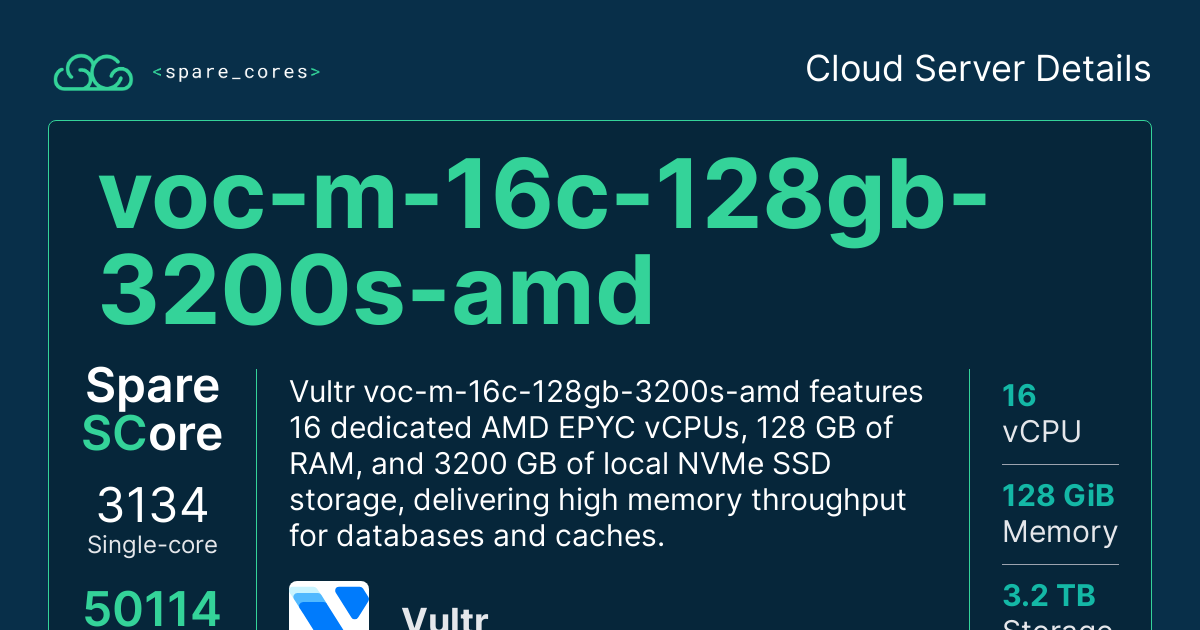 <spare_cores>
Cloud Server Details
voc-m-16c-128gb-
3200s-amd
Spare
SCore
3134
Single-core
50114
Vultr voc-m-16c-128gb-3200s-amd features
16 dedicated AMD EPYC vCPUs, 128 GB of
RAM, and 3200 GB of local NVMe SSD
storage, delivering high memory throughput
for databases and caches.
Vultr
16
vCPU
128 GiB
Memory
3.2 TB
Storage